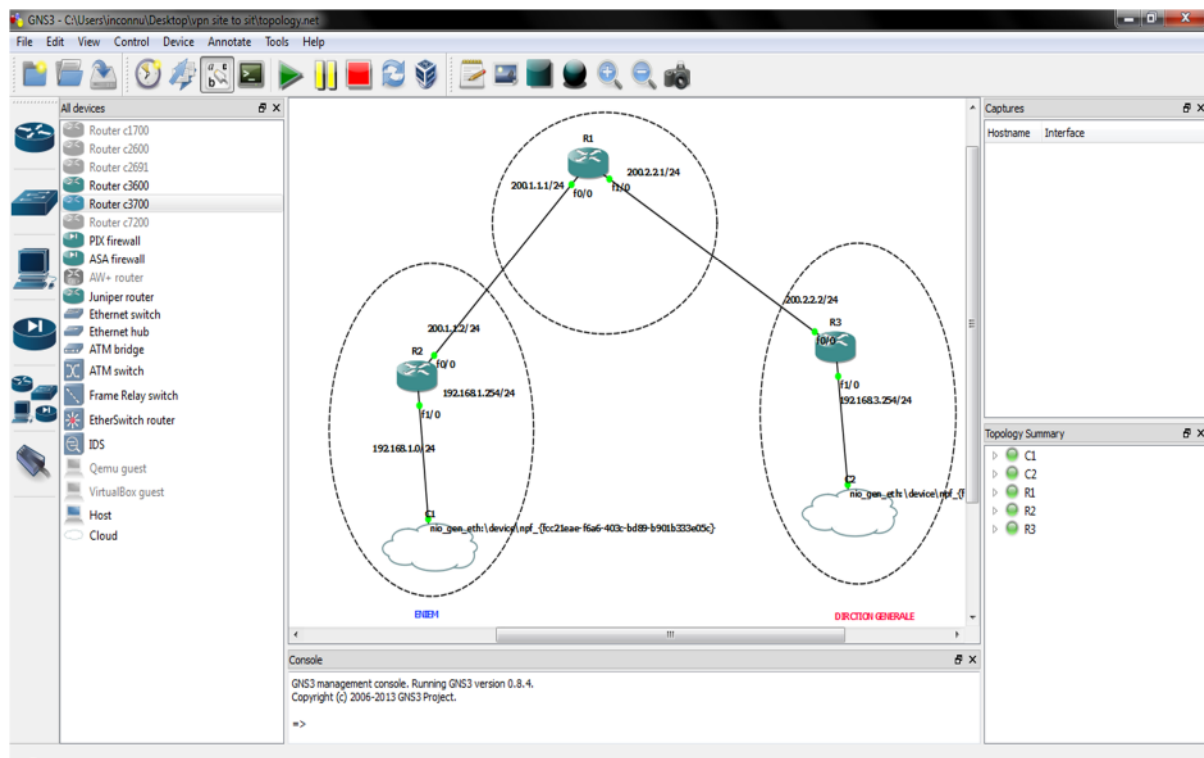 GNS3 - C:\Users\inconnu\Desktop\vpn site to sit\topology.net
File Edit View Control Device Annotate Tools Help
All devices
Router c1700
Router c2600
Router c2691
Router c3600
Router c3700
Router c7200
PIX firewall
ASA firewall
AW+ router
Juniper router
Ethernet switch
Ethernet hub
ATM bridge
ATM switch
Frame Relay switch
EtherSwitch router
IDS
Qemu guest
VirtualBox guest
Host
Cloud
R1
200.1.1.1/24
f0/0
200.2.2.1/24
f1/0
200.1.1.2/24
R2
f0/0
192.168.1.254/24
f1/0
192.168.1.0/24
C1
nio_gen_eth:\device\npf_{fcc21eae-f6a6-403c-bd89-b901b333e05c}
ENIEM
200.2.2.2/24
R3
f0/0
f1/0
192.168.3.254/24
C2
nio_gen_eth:\device\npf_{f
DIRCTION GENERALE
Captures
Hostname Interface
Topology Summary
C1
C2
R1
R2
R3
Console
GNS3 management console. Running GNS3 version 0.8.4.
Copyright (c) 2006-2013 GNS3 Project.
=>